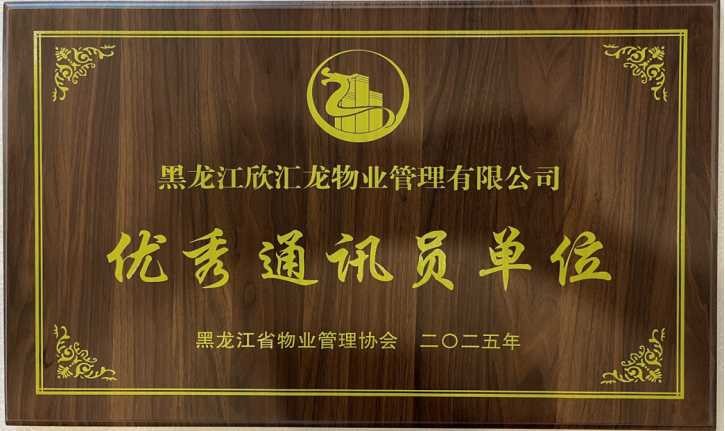 黑龙江欣汇龙物业管理有限公司
优秀通讯员单位
黑龙江省物业管理协会 二〇二五年